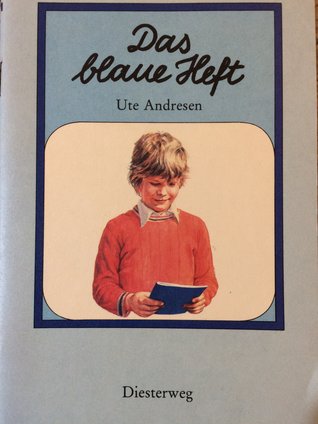 Das
blaue Heft
Ute Andresen
Diesterweg